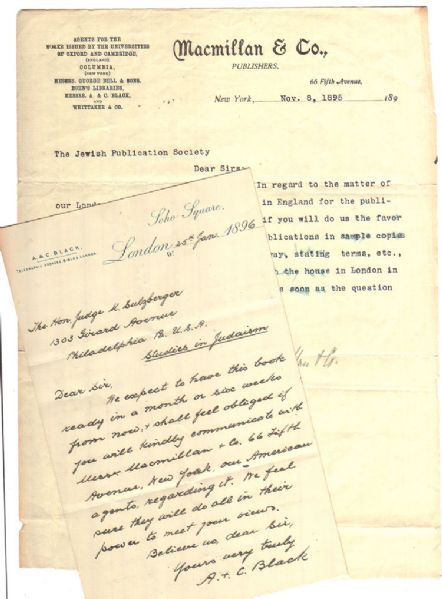 AGENTS FOR THE
WORKS ISSUED BY THE UNIVERSITIES
OF OXFORD AND CAMBRIDGE,
(ENGLAND)
COLUMBIA,
(NEW YORK)
MESSRS. GEORGE BELL & SONS,
BOHN'S LIBRARIES,
MESSRS. A. & C. BLACK,
AND
WHITTAKER & CO.
Macmillan & Co.,
PUBLISHERS,
66 Fifth Avenue,
New York, Nov. 8, 1895 189
The Jewish Publication Society
Dear Sirs
In regard to the matter of
our Lond
in England for the publi-
if you will do us the favor
blications in sample copies
way, stating terms, etc.,
the house in London in
soon as the question
A. & C. BLACK.
Soho Square,
London W. 25th Jan. 1896
The Hon. Judge M. Sulzberger
1303 Girard Avenue
Philadelphia Pa. U.S.A.
Studies in Judaism
Dear Sir,
We expect to have this book
ready in a month or six weeks
from now, & shall feel obliged if
you will kindly communicate with
Messrs Macmillan & Co. 66 Fifth
Avenue, New York, our American
agents, regarding it. We feel
sure they will do all in their
power to meet your views.
Believe us, dear Sir,
Yours very truly
A. & C. Black